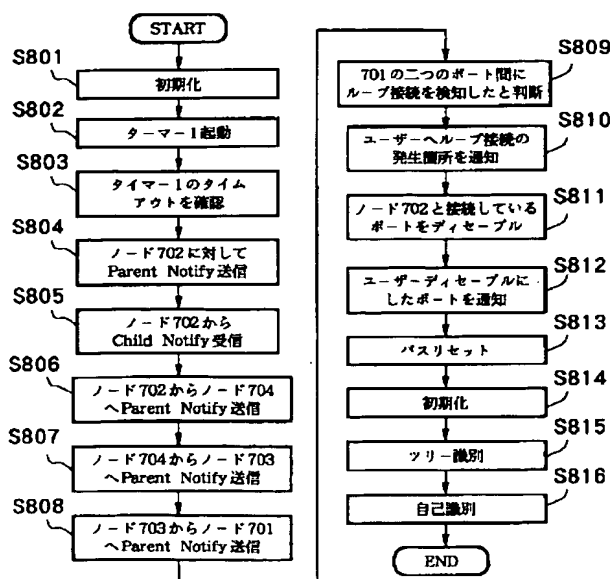 START
S801
初期化
S802
ターマー1起動
S803
タイマー1のタイム
アウトを確認
S804
ノード702に対して
Parent Notify送信
S805
ノード702から
Child Notify受信
S806
ノード702からノード704
へParent Notify送信
S807
ノード704からノード703
へParent Notify送信
S808
ノード703からノード701
へParent Notify送信
S809
701の二つのポート間に
ループ接続を検知したと判断
S810
ユーザーへループ接続の
発生箇所を通知
S811
ノード702と接続している
ポートをディセーブル
S812
ユーザーディセーブルに
したポートを通知
S813
バスリセット
S814
初期化
S815
ツリー識別
S816
自己識別
END